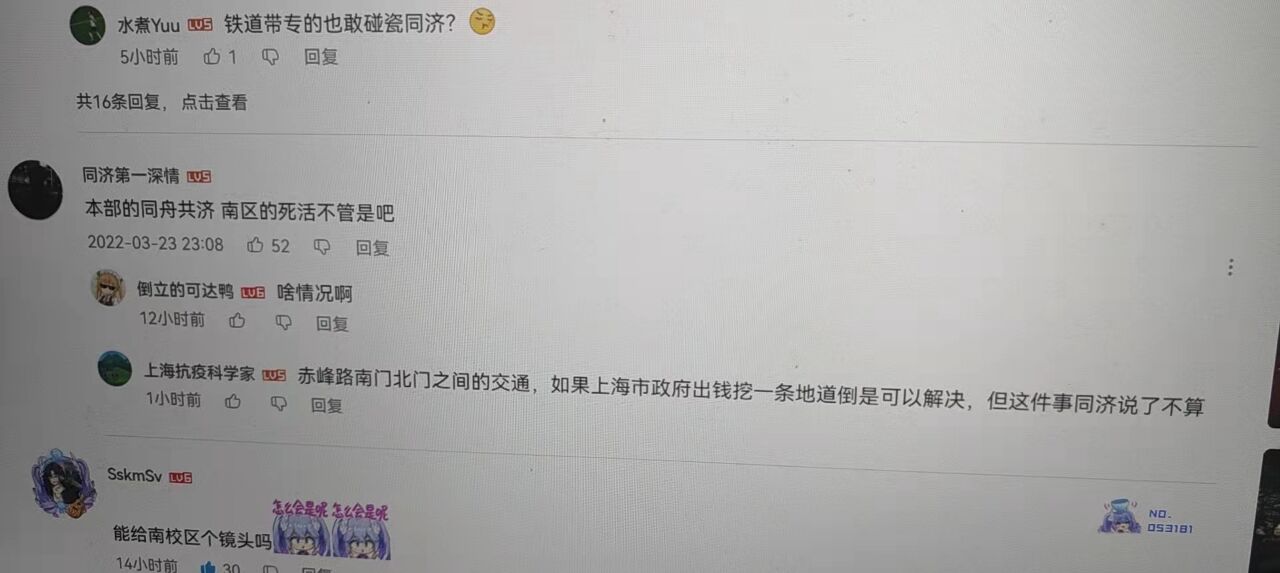 水煮Yuu LV5 铁道带专的也敢碰瓷同济？
5小时前 1 回复
共16条回复，点击查看
同济第一深情 LV5
本部的同舟共济 南区的死活不管是吧
2022-03-23 23:08 52 回复
倒立的可达鸭 LV6 啥情况啊
12小时前 回复
上海抗疫科学家 LV5 赤峰路南门北门之间的交通，如果上海市政府出钱挖一条地道倒是可以解决，但这件事同济说了不算
1小时前 回复
SskmSv LV6
NO.
053181
怎么会是呢 怎么会是呢
能给南校区个镜头吗
14小时前 30 回复